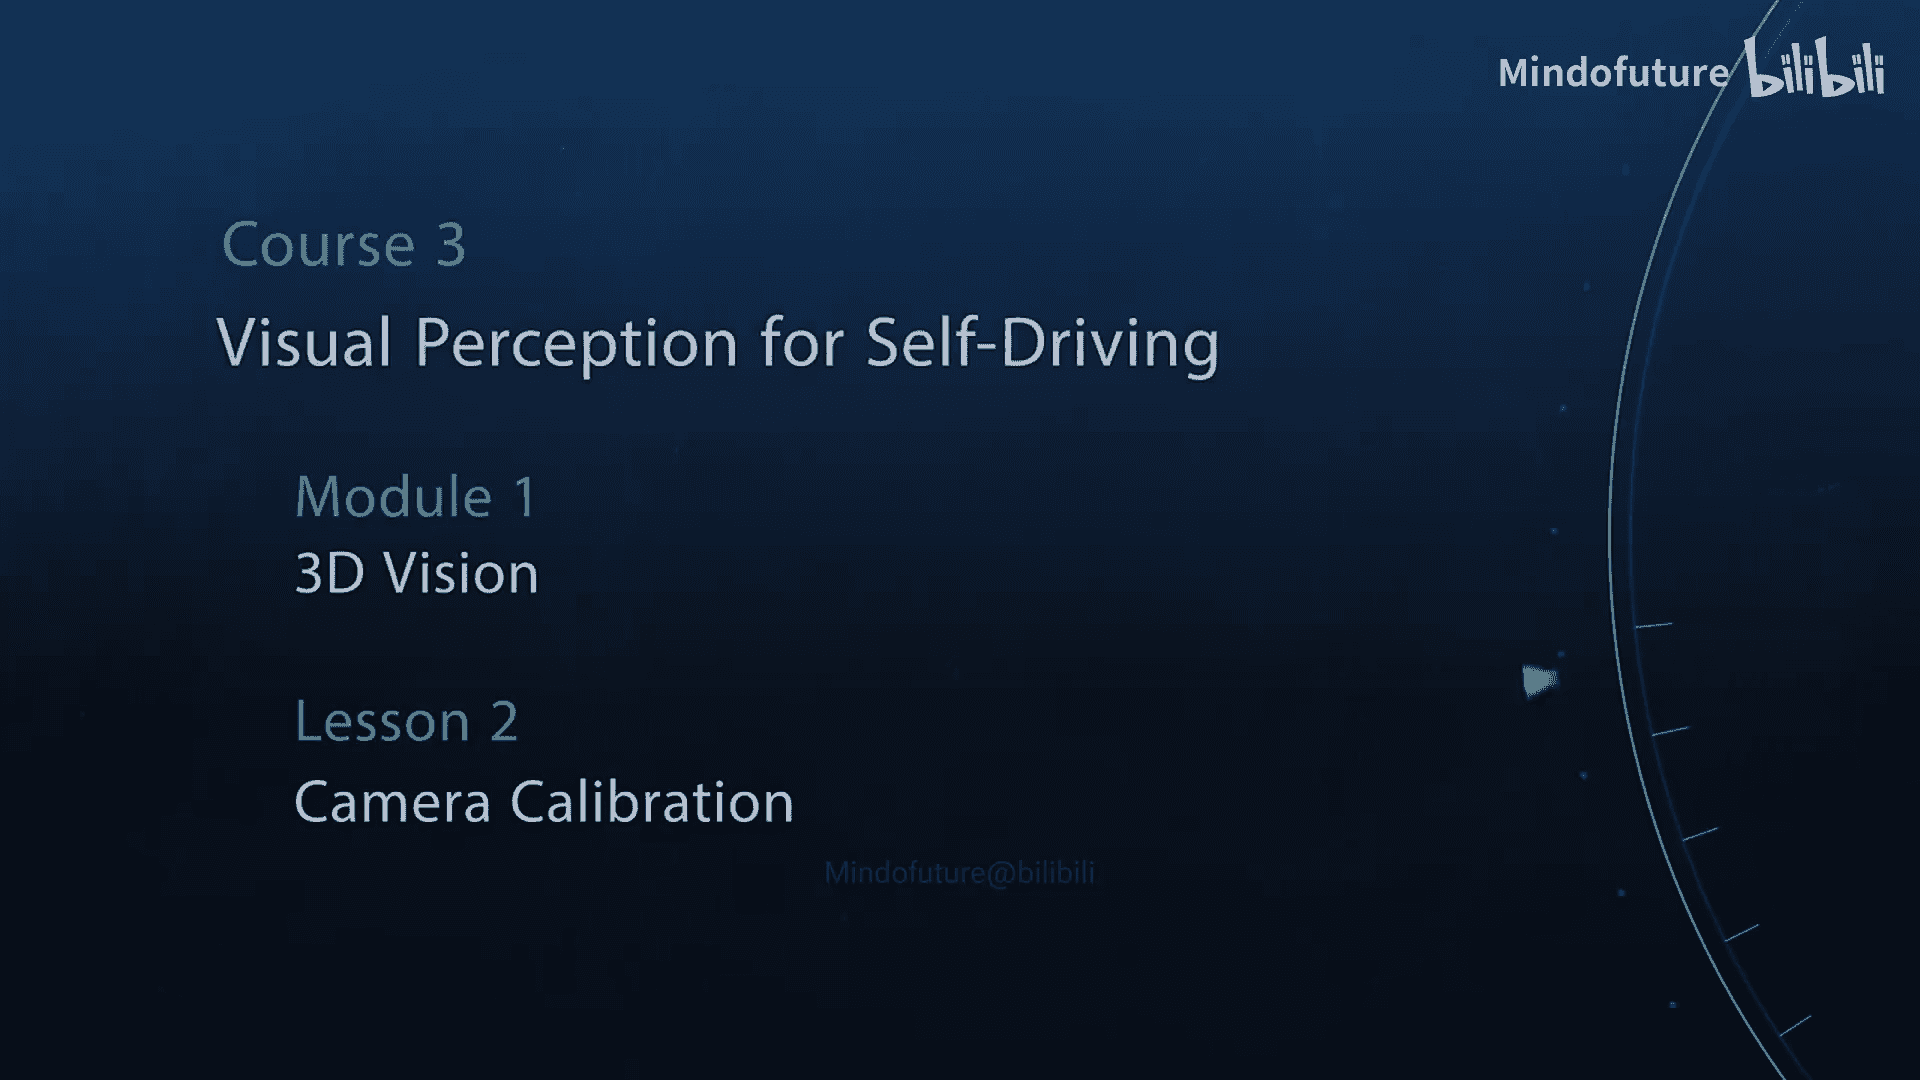 Mindofuture bilibili
Course 3
Visual Perception for Self-Driving
Module 1
3D Vision
Lesson 2
Camera Calibration
Mindofuture@bilibili